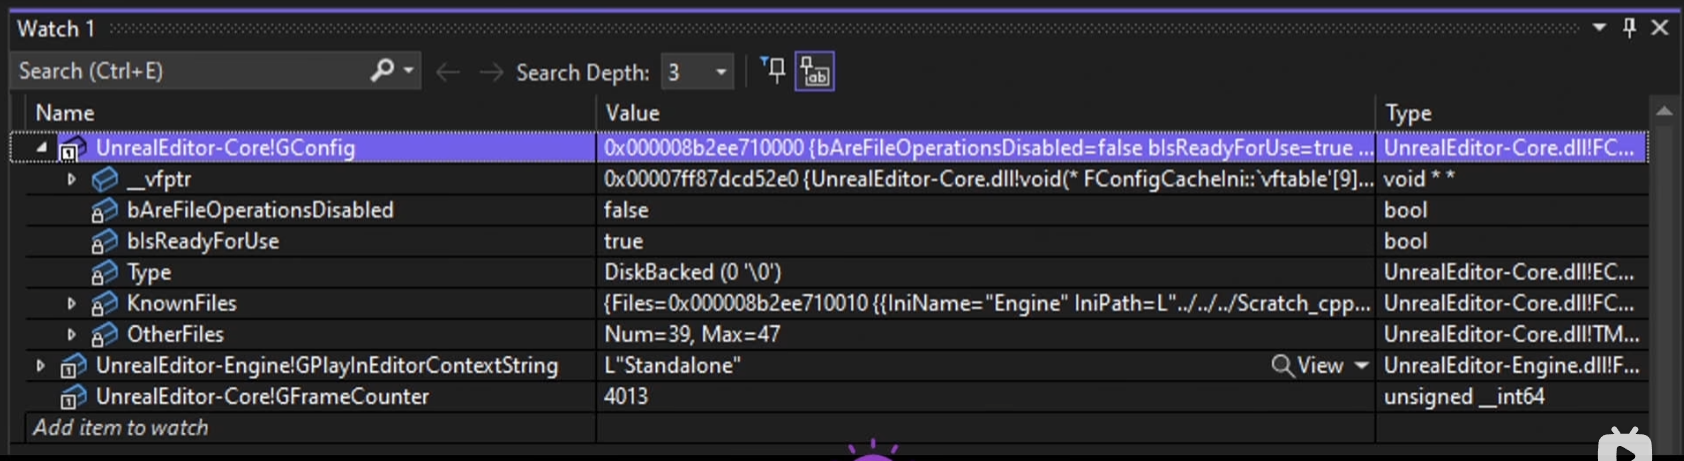 Watch 1
Search (Ctrl+E) Search Depth: 3
Name Value Type
UnrealEditor-Core!GConfig 0x000008b2ee710000 {bAreFileOperationsDisabled=false bIsReadyForUse=true ... UnrealEditor-Core.dll!FC...
__vfptr 0x00007ff87dcd52e0 {UnrealEditor-Core.dll!void(* FConfigCacheIni::`vftable'[9]... void * *
bAreFileOperationsDisabled false bool
bIsReadyForUse true bool
Type DiskBacked (0 '\0') UnrealEditor-Core.dll!EC...
KnownFiles {Files=0x000008b2ee710010 {{IniName="Engine" IniPath=L"../../../Scratch_cpp... UnrealEditor-Core.dll!FC...
OtherFiles Num=39, Max=47 UnrealEditor-Core.dll!TM...
UnrealEditor-Engine!GPlayInEditorContextString L"Standalone" View UnrealEditor-Engine.dll!F...
UnrealEditor-Core!GFrameCounter 4013 unsigned __int64
Add item to watch